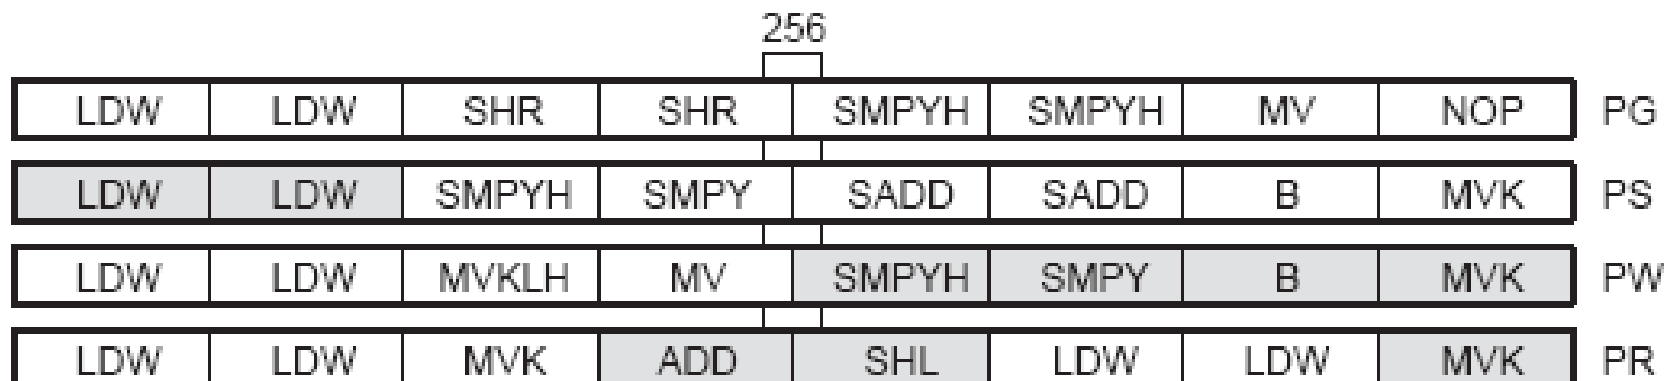 256
LDW LDW SHR SHR SMPYH SMPYH MV NOP PG
LDW LDW SMPYH SMPY SADD SADD B MVK PS
LDW LDW MVKLH MV SMPYH SMPY B MVK PW
LDW LDW MVK ADD SHL LDW LDW MVK PR